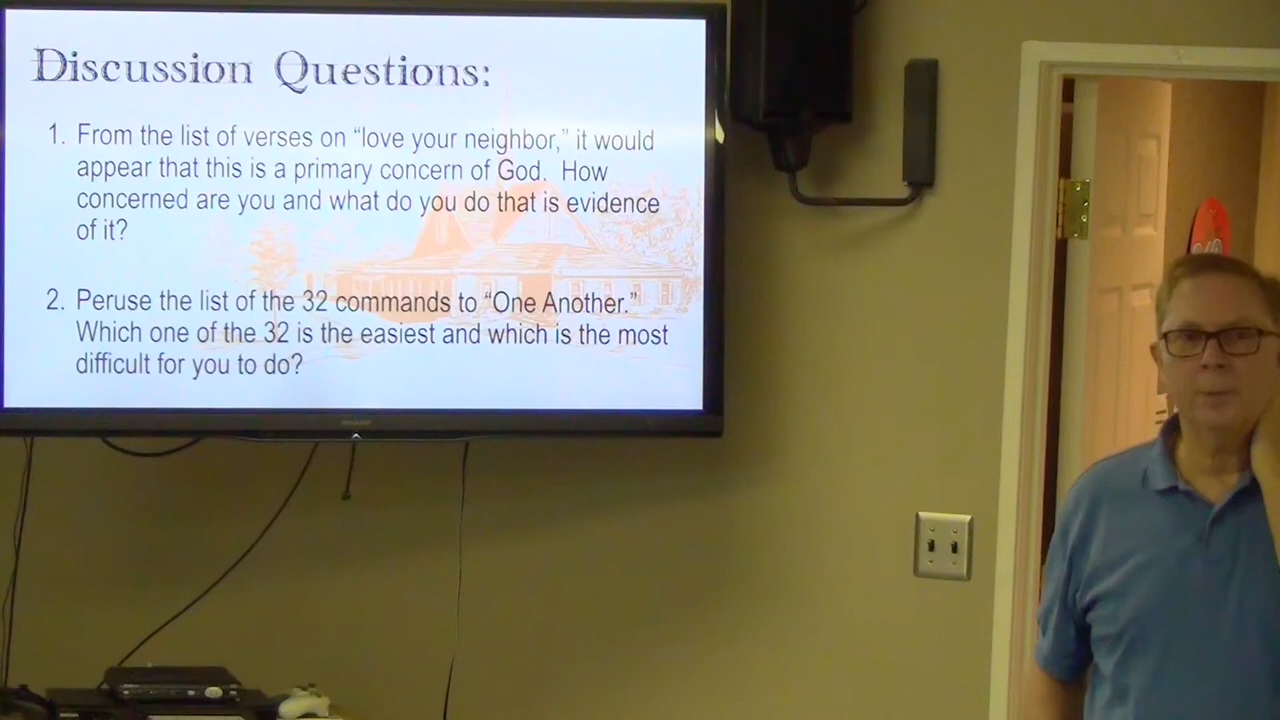 Discussion Questions:
1. From the list of verses on “love your neighbor,” it would
appear that this is a primary concern of God. How
concerned are you and what do you do that is evidence
of it?
2. Peruse the list of the 32 commands to “One Another.”
Which one of the 32 is the easiest and which is the most
difficult for you to do?
SHARP